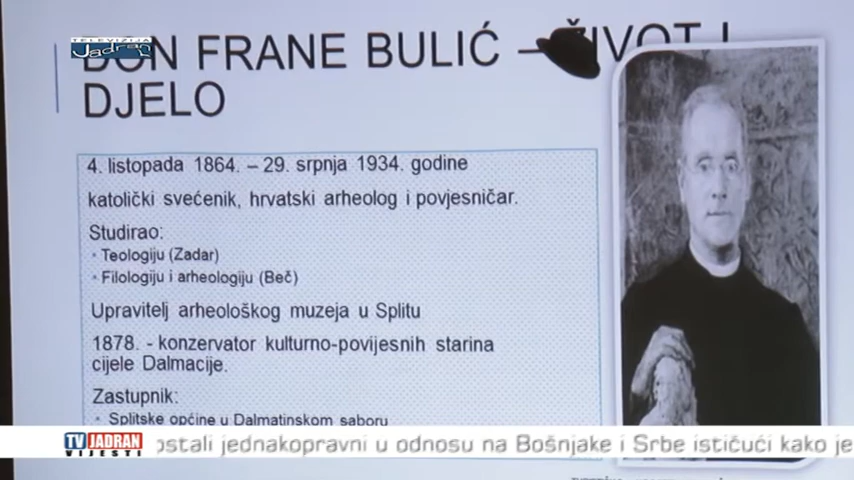 TELEVIZIJA
Jadran
DON FRANE BULIĆ – ŽIVOT I
DJELO
4. listopada 1864. – 29. srpnja 1934. godine
katolički svećenik, hrvatski arheolog i povjesničar.
Studirao:
Teologiju (Zadar)
Filologiju i arheologiju (Beč)
Upravitelj arheološkog muzeja u Splitu
1878. - konzervator kulturno-povijesnih starina
cijele Dalmacije.
Zastupnik:
Splitske općine u Dalmatinskom saboru
TV JADRAN
VIJESTI
ostali jednakopravni u odnosu na Bošnjake i Srbe ističući kako je